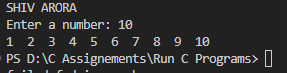 SHIV ARORA
Enter a number: 10
1 2 3 4 5 6 7 8 9 10
PS D:\C Assignements\Run C Programs>